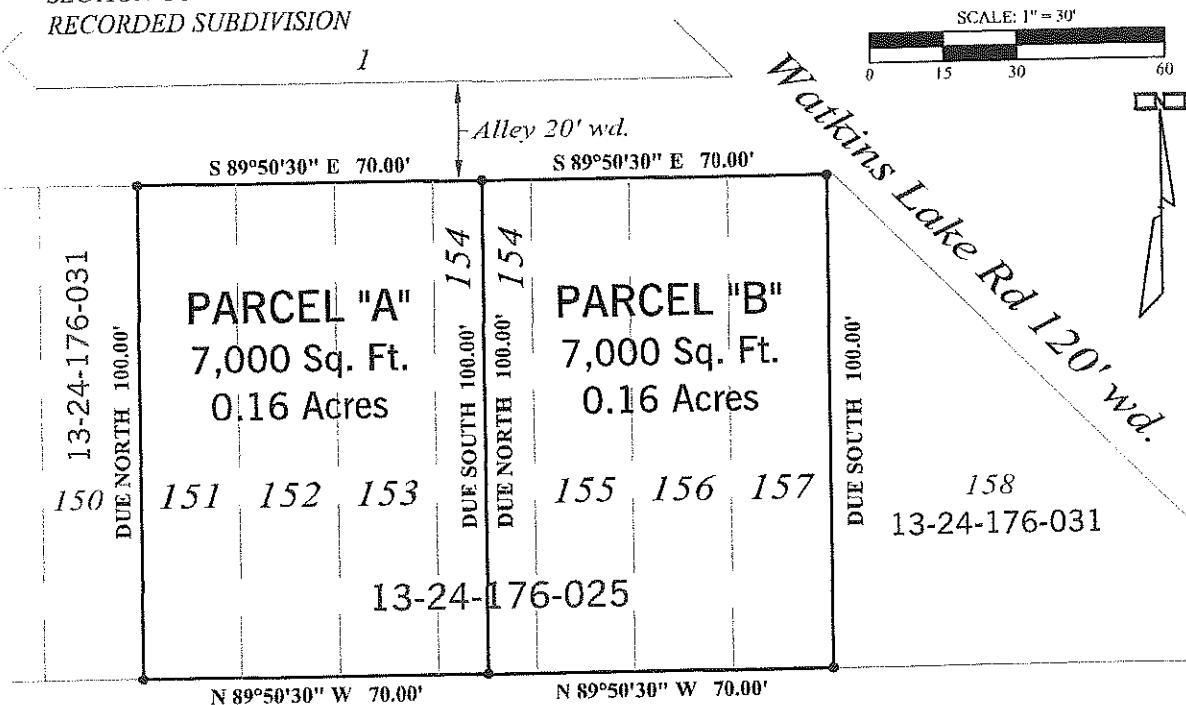 RECORDED SUBDIVISION
1
SCALE: 1" = 30'
0 15 30 60
N
Alley 20' wd.
Watkins Lake Rd 120' wd.
S 89°50'30" E 70.00'
S 89°50'30" E 70.00'
13-24-176-031
150
DUE NORTH 100.00'
PARCEL "A"
7,000 Sq. Ft.
0.16 Acres
151 152 153
154
DUE SOUTH 100.00'
154
DUE NORTH 100.00'
PARCEL "B"
7,000 Sq. Ft.
0.16 Acres
155 156 157
DUE SOUTH 100.00'
158
13-24-176-031
13-24-176-025
N 89°50'30" W 70.00'
N 89°50'30" W 70.00'